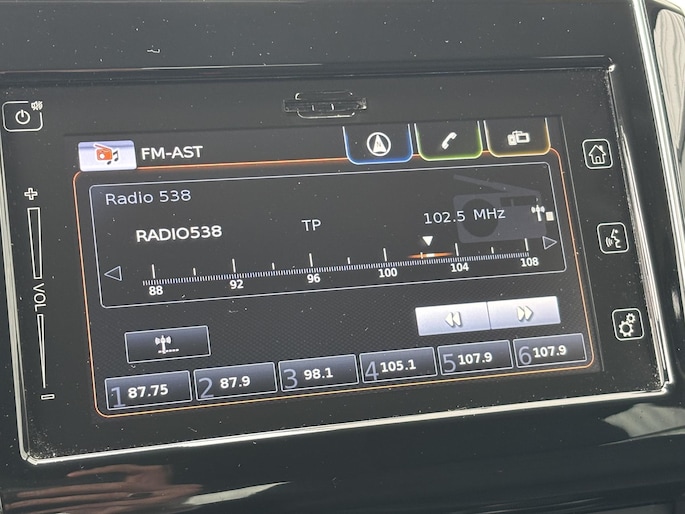 FM-AST
Radio 538
RADIO538
TP
102.5 MHz
88 92 96 100 104 108
VOL
1 87.75
2 87.9
3 98.1
4 105.1
5 107.9
6 107.9